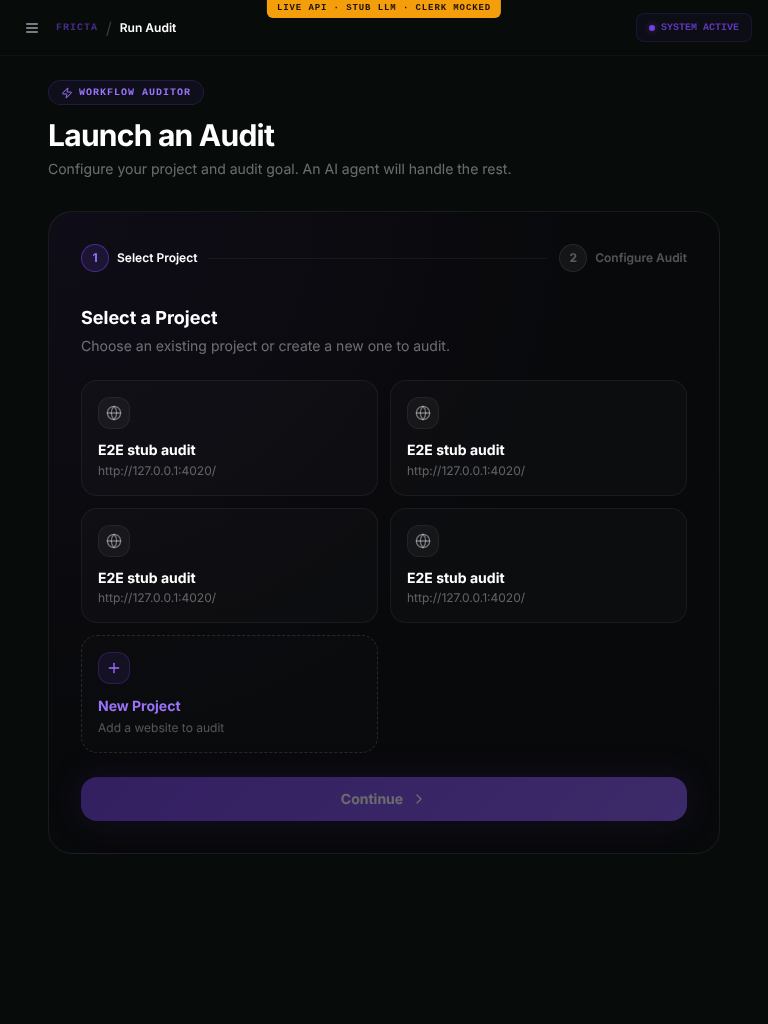 LIVE API · STUB LLM · CLERK MOCKED
FRICTA / Run Audit
SYSTEM ACTIVE
WORKFLOW AUDITOR
Launch an Audit
Configure your project and audit goal. An AI agent will handle the rest.
1 Select Project
2 Configure Audit
Select a Project
Choose an existing project or create a new one to audit.
E2E stub audit
http://127.0.0.1:4020/
E2E stub audit
http://127.0.0.1:4020/
E2E stub audit
http://127.0.0.1:4020/
E2E stub audit
http://127.0.0.1:4020/
New Project
Add a website to audit
Continue